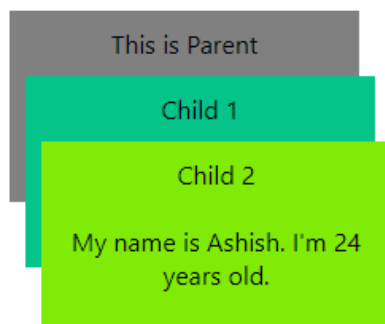 This is Parent
Child 1
Child 2
My name is Ashish. I'm 24
years old.